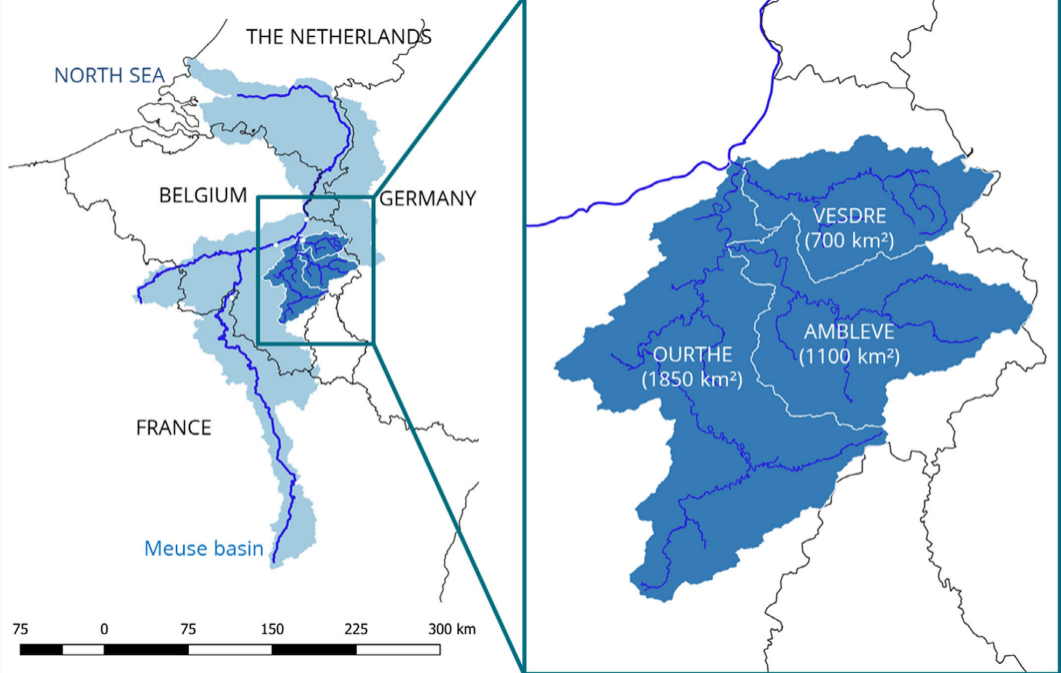 THE NETHERLANDS
NORTH SEA
BELGIUM
GERMANY
FRANCE
Meuse basin
75 0 75 150 225 300 km
VESDRE
(700 km²)
AMBLEVE
(1100 km²)
OURTHE
(1850 km²)